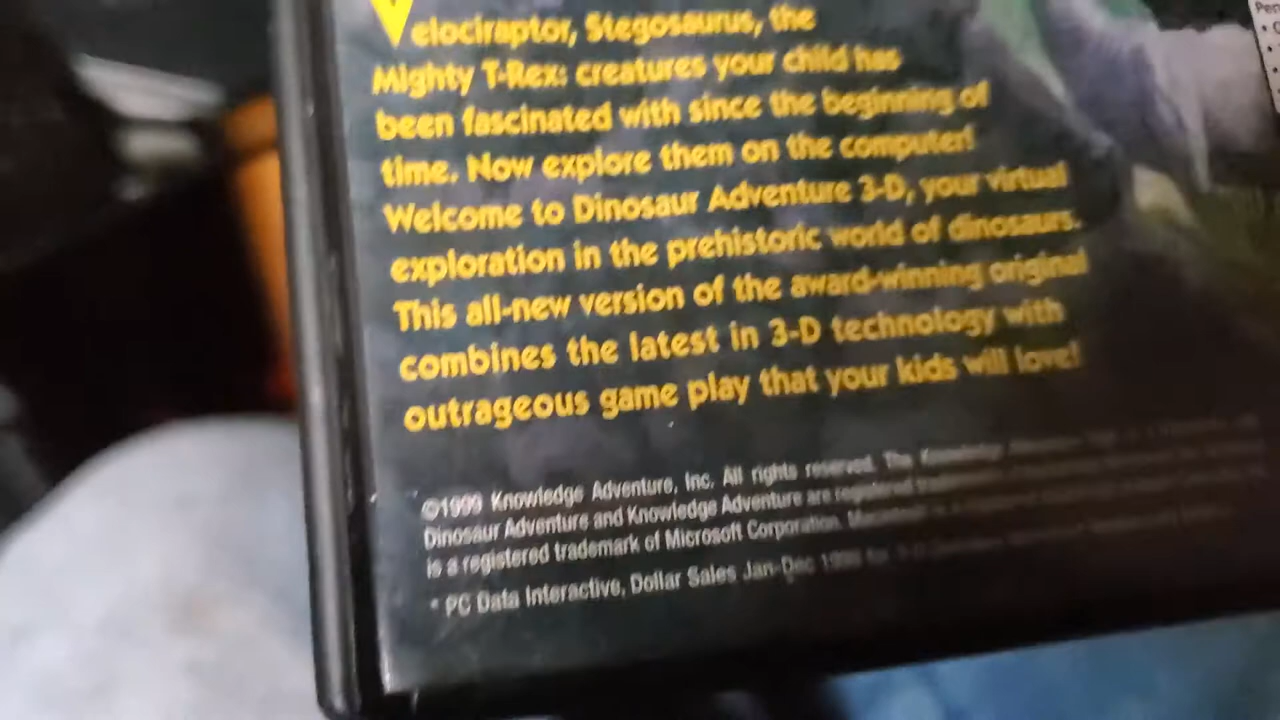 Velociraptor, Stegosaurus, the
Mighty T-Rex: creatures your child has
been fascinated with since the beginning of
time. Now explore them on the computer!
Welcome to Dinosaur Adventure 3-D, your virtual
exploration in the prehistoric world of dinosaurs.
This all-new version of the award-winning original
combines the latest in 3-D technology with
outrageous game play that your kids will love!
©1999 Knowledge Adventure, Inc. All rights reserved. The Knowledge
Dinosaur Adventure and Knowledge Adventure are registered
is a registered trademark of Microsoft Corporation. Macintosh
* PC Data Interactive, Dollar Sales Jan-Dec